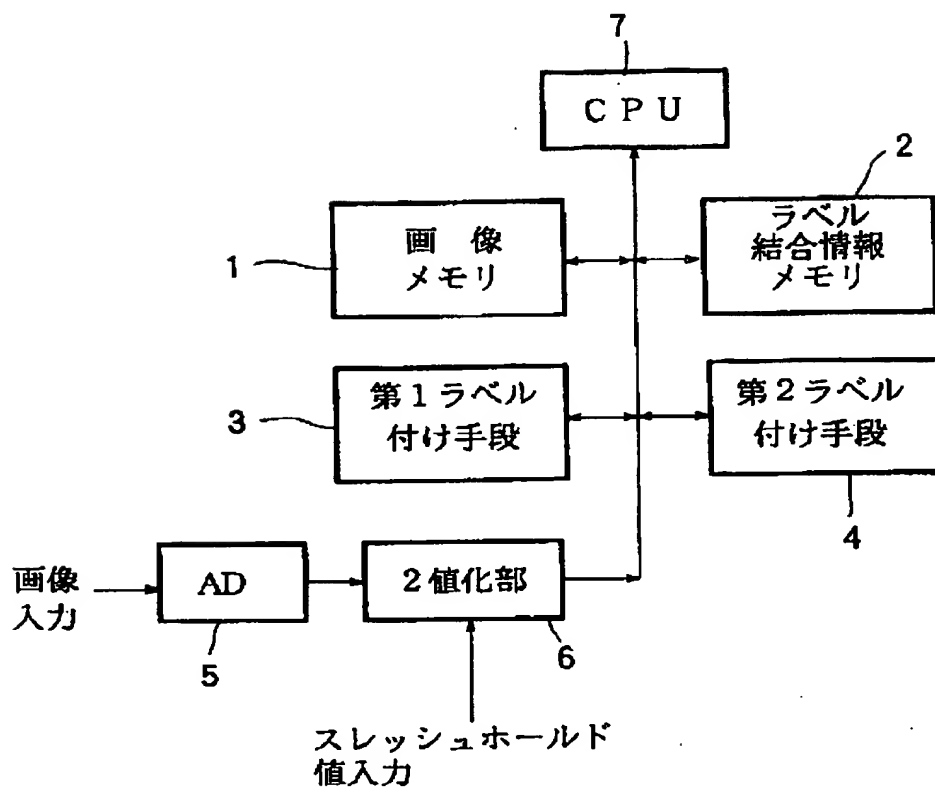 7
CPU
2
ラベル
結合情報
メモリ
画像
メモリ
1
第1ラベル
付け手段
3
第2ラベル
付け手段
4
画像
入力
AD
5
2値化部
6
スレッシュホールド
値入力